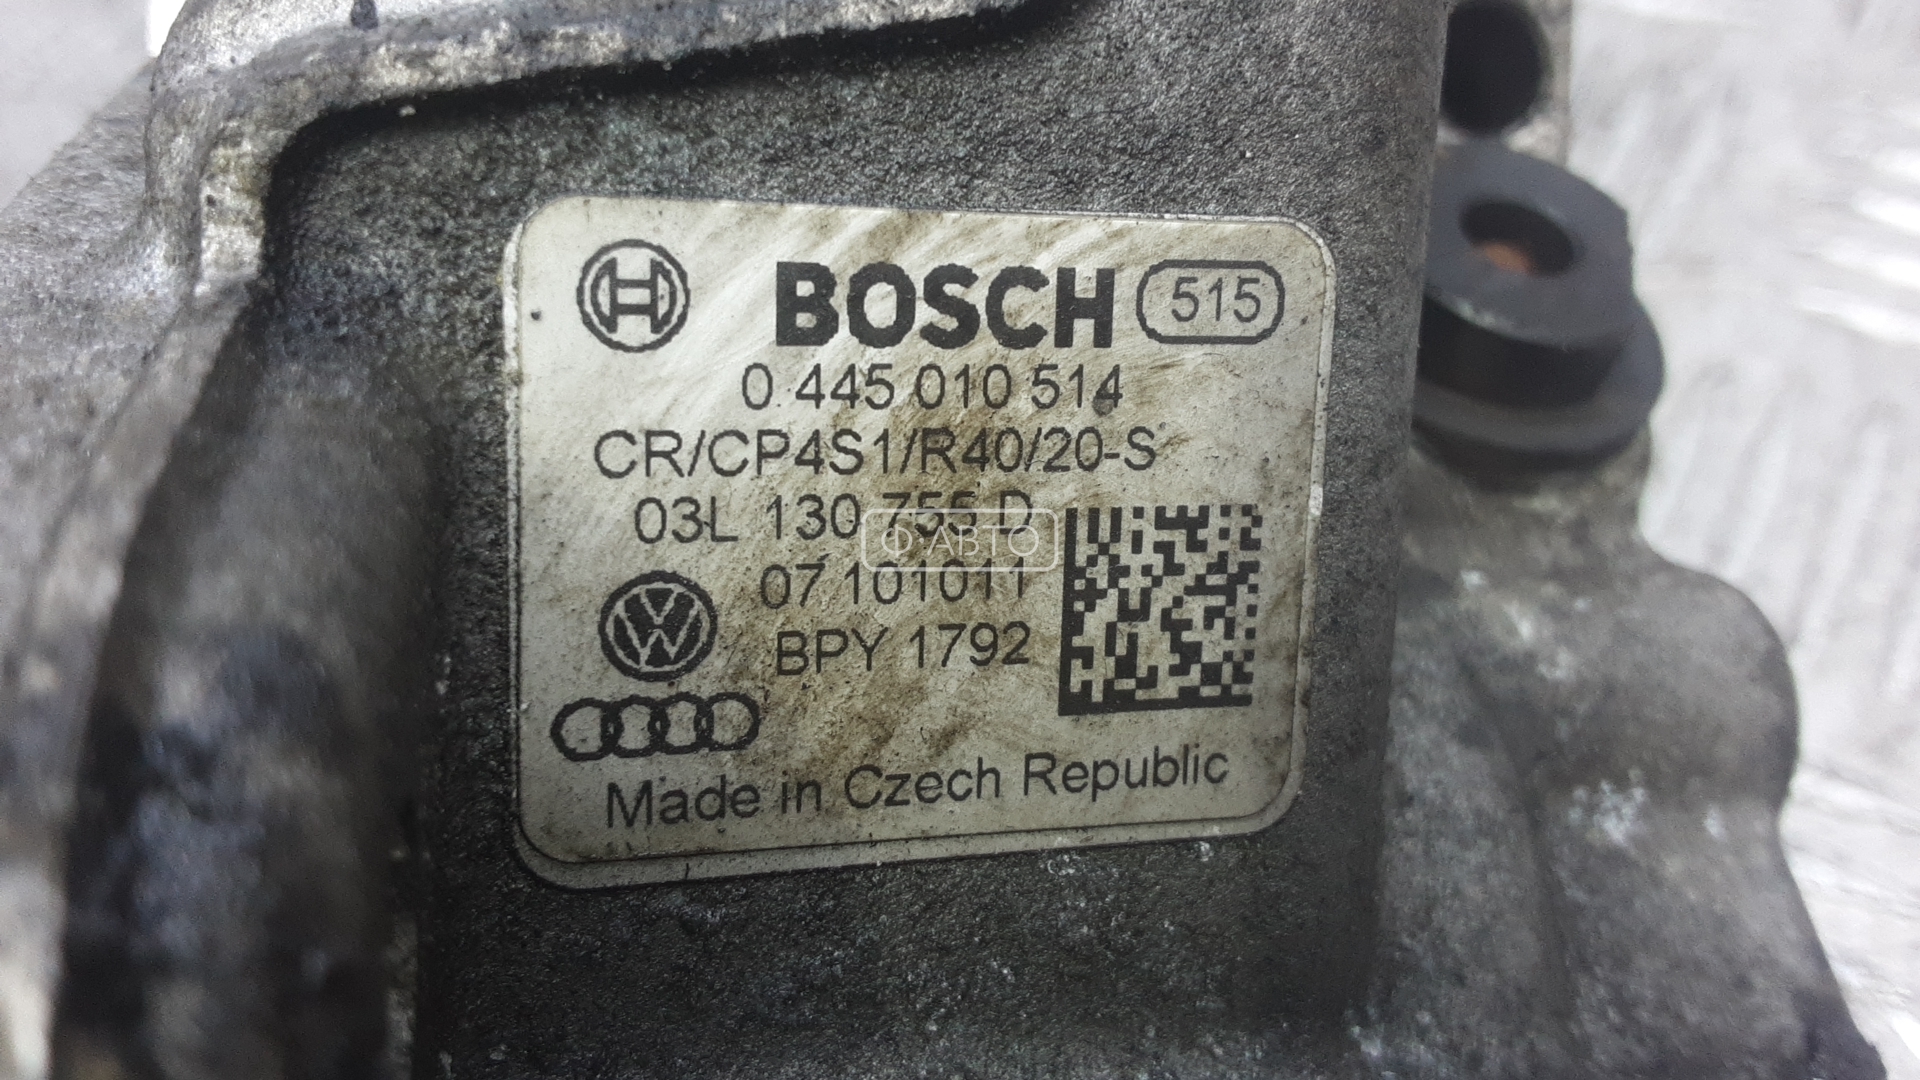 BOSCH 515
0 445 010 514
CR/CP4S1/R40/20-S
03L 130 755 D
Ф-АВТО
07 101011
BPY 1792
Made in Czech Republic